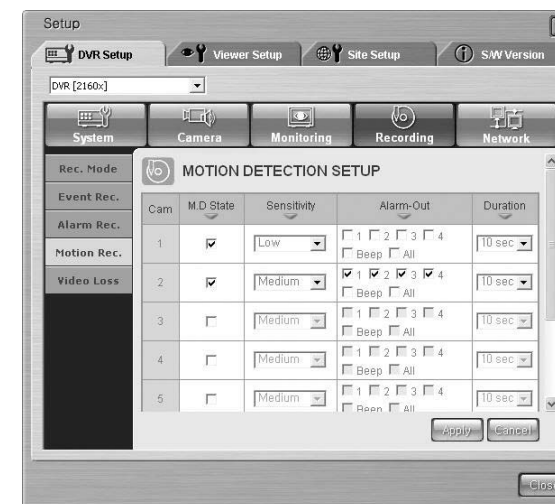 Setup
DVR Setup Viewer Setup Site Setup S/W Version
DVR [2160x]
System Camera Monitoring Recording Network
Rec. Mode
Event Rec.
Alarm Rec.
Motion Rec.
Video Loss
MOTION DETECTION SETUP
Cam M.D State Sensitivity Alarm-Out Duration
1 Low 1 2 3 4 10 sec
Beep All
2 Medium 1 2 3 4 10 sec
Beep All
3 Medium 1 2 3 4 10 sec
Beep All
4 Medium 1 2 3 4 10 sec
Beep All
5 Medium 1 2 3 4 10 sec
Beep All
Apply Cancel
Clos